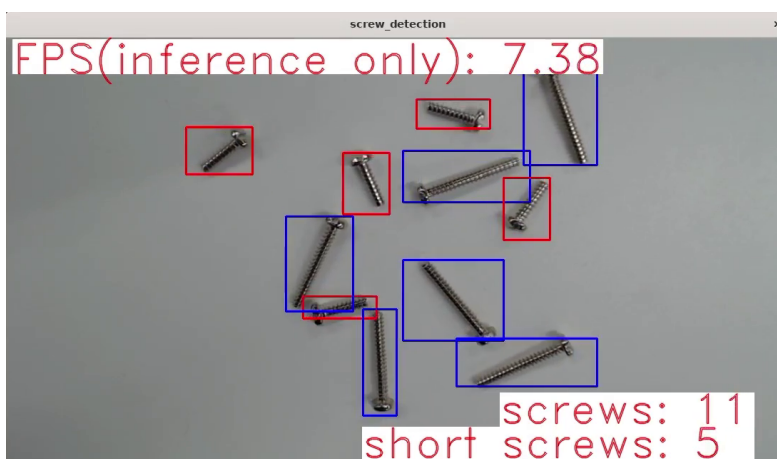 screw_detection
FPS(inference only): 7.38
screws: 11
short screws: 5